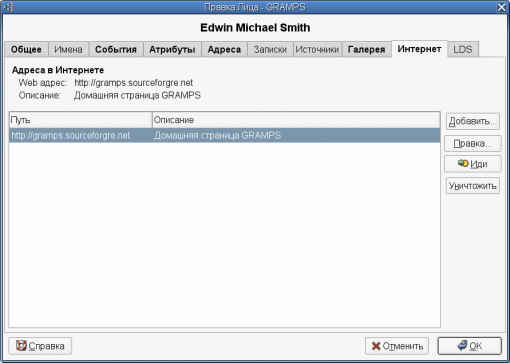 Правка Лица - GRAMPS
Edwin Michael Smith
Общее Имена События Атрибуты Адреса Записки Источники Галерея Интернет LDS
Адреса в Интернете
Web адрес: http://gramps.sourceforgre.net
Описание: Домашняя страница GRAMPS
Путь Описание
http://gramps.sourceforgre.net Домашняя страница GRAMPS
Добавить...
Правка...
Иди
Уничтожить
Справка Отменить OK